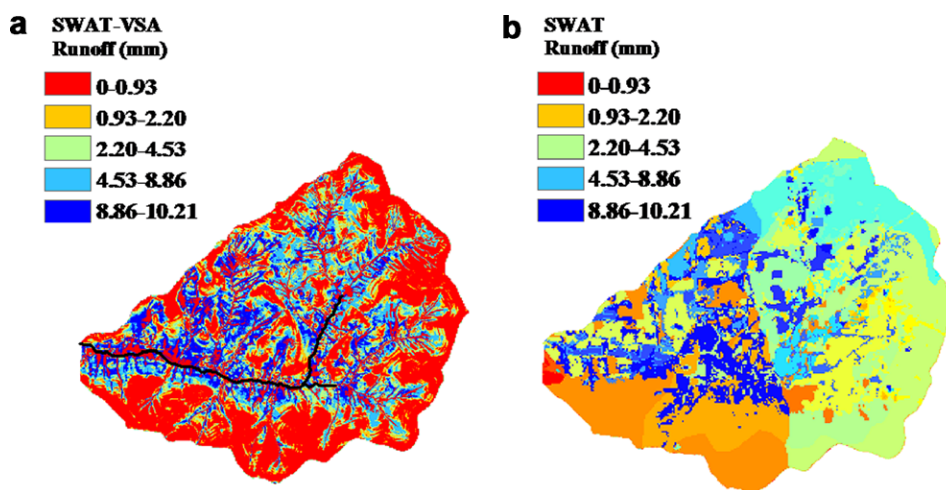 a
SWAT-VSA
Runoff (mm)
0-0.93
0.93-2.20
2.20-4.53
4.53-8.86
8.86-10.21
b
SWAT
Runoff (mm)
0-0.93
0.93-2.20
2.20-4.53
4.53-8.86
8.86-10.21